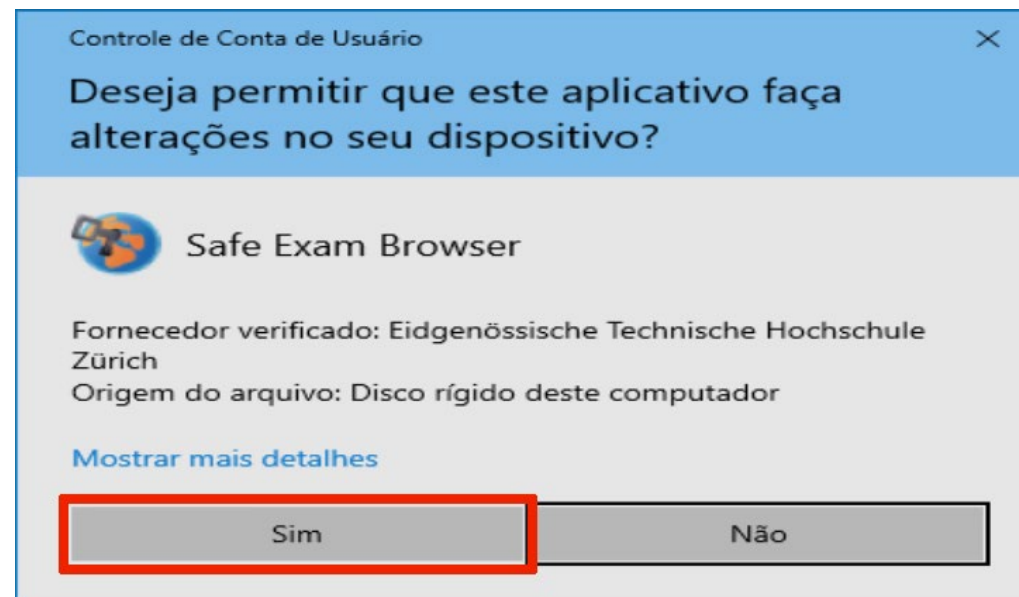 Controle de Conta de Usuário
Deseja permitir que este aplicativo faça
alterações no seu dispositivo?
Safe Exam Browser
Fornecedor verificado: Eidgenössische Technische Hochschule
Zürich
Origem do arquivo: Disco rígido deste computador
Mostrar mais detalhes
Sim
Não